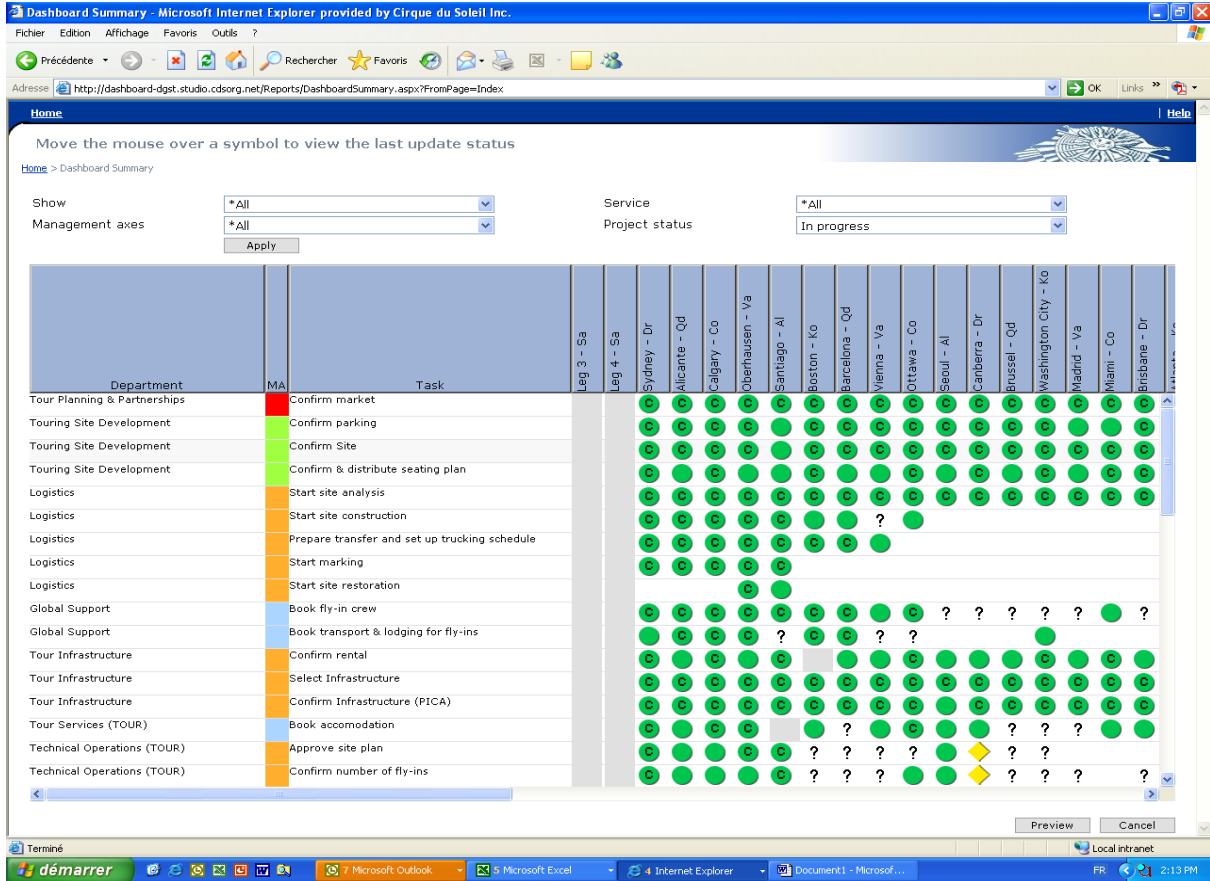 Dashboard Summary - Microsoft Internet Explorer provided by Cirque du Soleil Inc.
Fichier Edition Affichage Favoris Outils ?
Précédente Rechercher Favoris
Adresse http://dashboard-dgst.studio.cdsorg.net/Reports/DashboardSummary.aspx?FromPage=Index OK Links »
Home | Help
Move the mouse over a symbol to view the last update status
Home > Dashboard Summary
Show *All Service *All
Management axes *All Project status In progress
Apply
Department MA Task Leg 3 - Sa Leg 4 - Sa Sydney - Dr Alicante - Qd Calgary - Co Oberhausen - Va Santiago - Al Boston - Ko Barcelona - Qd Vienna - Va Ottawa - Co Seoul - Al Canberra - Dr Brussel - Qd Washington City - Ko Madrid - Va Miami - Co Brisbane - Dr
Tour Planning & Partnerships Confirm market C C C C C C C C C C C C C C C C
Touring Site Development Confirm parking C C C C C C C C C C C C C
Touring Site Development Confirm Site C C C C C C C C C C C C C C C C
Touring Site Development Confirm & distribute seating plan C C C C C C C
Logistics Start site analysis C C C C C C C C C C C C C C C C
Logistics Start site construction C C C C C ?
Logistics Prepare transfer and set up trucking schedule C C C C C C C
Logistics Start marking C C C C C
Logistics Start site restoration C
Global Support Book fly-in crew C C C C C C C C ? ? ? ? ? ?
Global Support Book transport & lodging for fly-ins C C C ? C C ? ?
Tour Infrastructure Confirm rental C C C C C C
Tour Infrastructure Select Infrastructure C C C C C C C C C C C C C C C C
Tour Infrastructure Confirm Infrastructure (PICA) C C C C C C C C C C C C C C C
Tour Services (TOUR) Book accomodation C C C ? C ? ? ?
Technical Operations (TOUR) Approve site plan C C C ? ? ? ? ? ?
Technical Operations (TOUR) Confirm number of fly-ins C C ? ? ? ? ? ? ?
Preview Cancel
Terminé Local intranet
démarrer 7 Microsoft Outlook 5 Microsoft Excel 4 Internet Explorer Document1 - Microsof... FR 2:13 PM